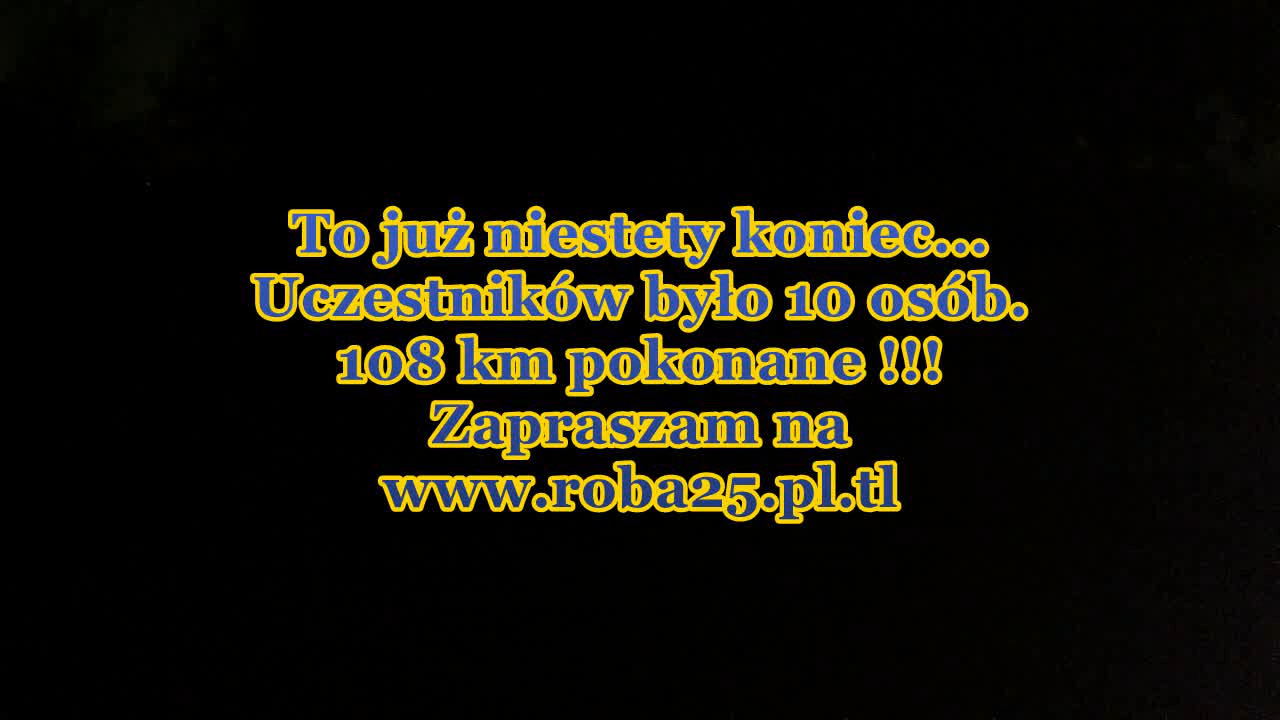 To już niestety koniec...
Uczestników było 10 osób.
108 km pokonane !!!
Zapraszam na
www.roba25.pl.tl